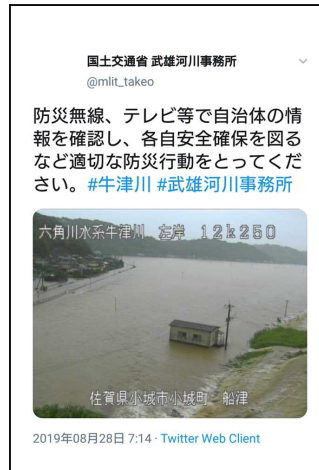 国土交通省 武雄河川事務所
@mlit_takeo
防災無線、テレビ等で自治体の情
報を確認し、各自安全確保を図る
など適切な防災行動をとってくだ
さい。#牛津川 #武雄河川事務所
六角川水系牛津川 左岸 12k250
佐賀県小城市小城町 船津
2019年08月28日 7:14 · Twitter Web Client